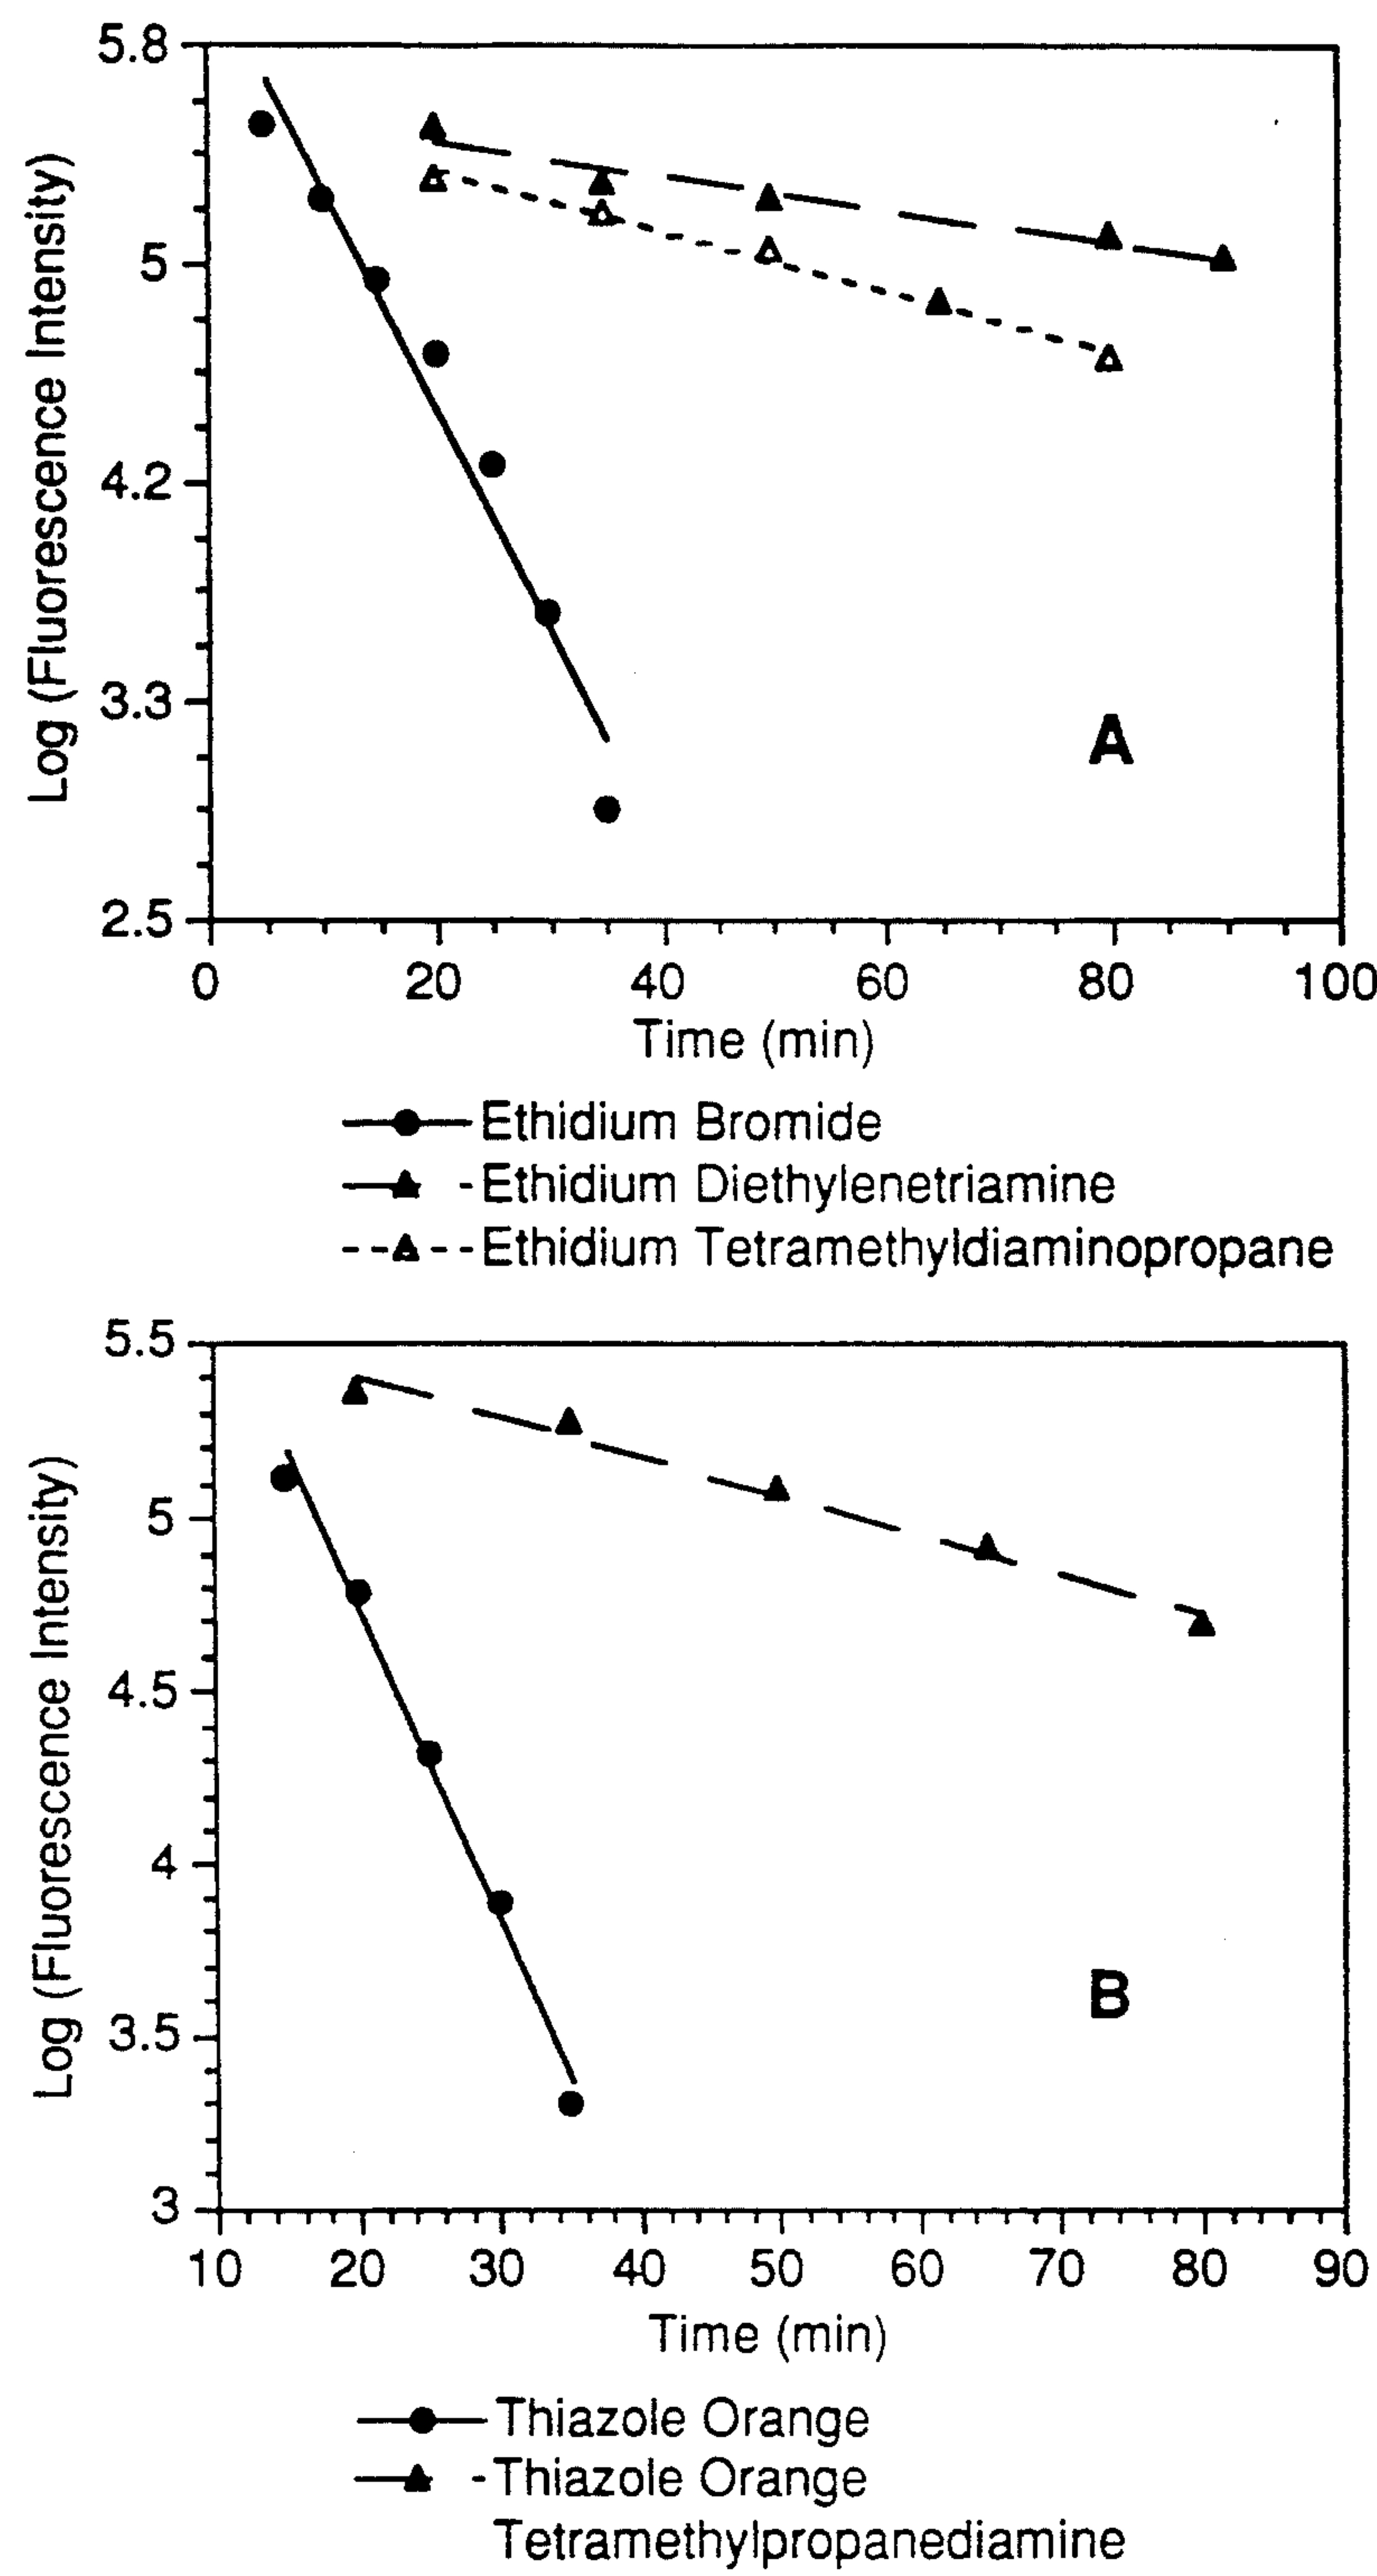 5.8
5
4.2
3.3
2.5
Log (Fluorescence Intensity)
A
0 20 40 60 80 100
Time (min)
Ethidium Bromide
Ethidium Diethylenetriamine
Ethidium Tetramethyldiaminopropane
5.5
5
4.5
4
3.5
3
Log (Fluorescence Intensity)
B
10 20 30 40 50 60 70 80 90
Time (min)
Thiazole Orange
Thiazole Orange
Tetramethylpropanediamine